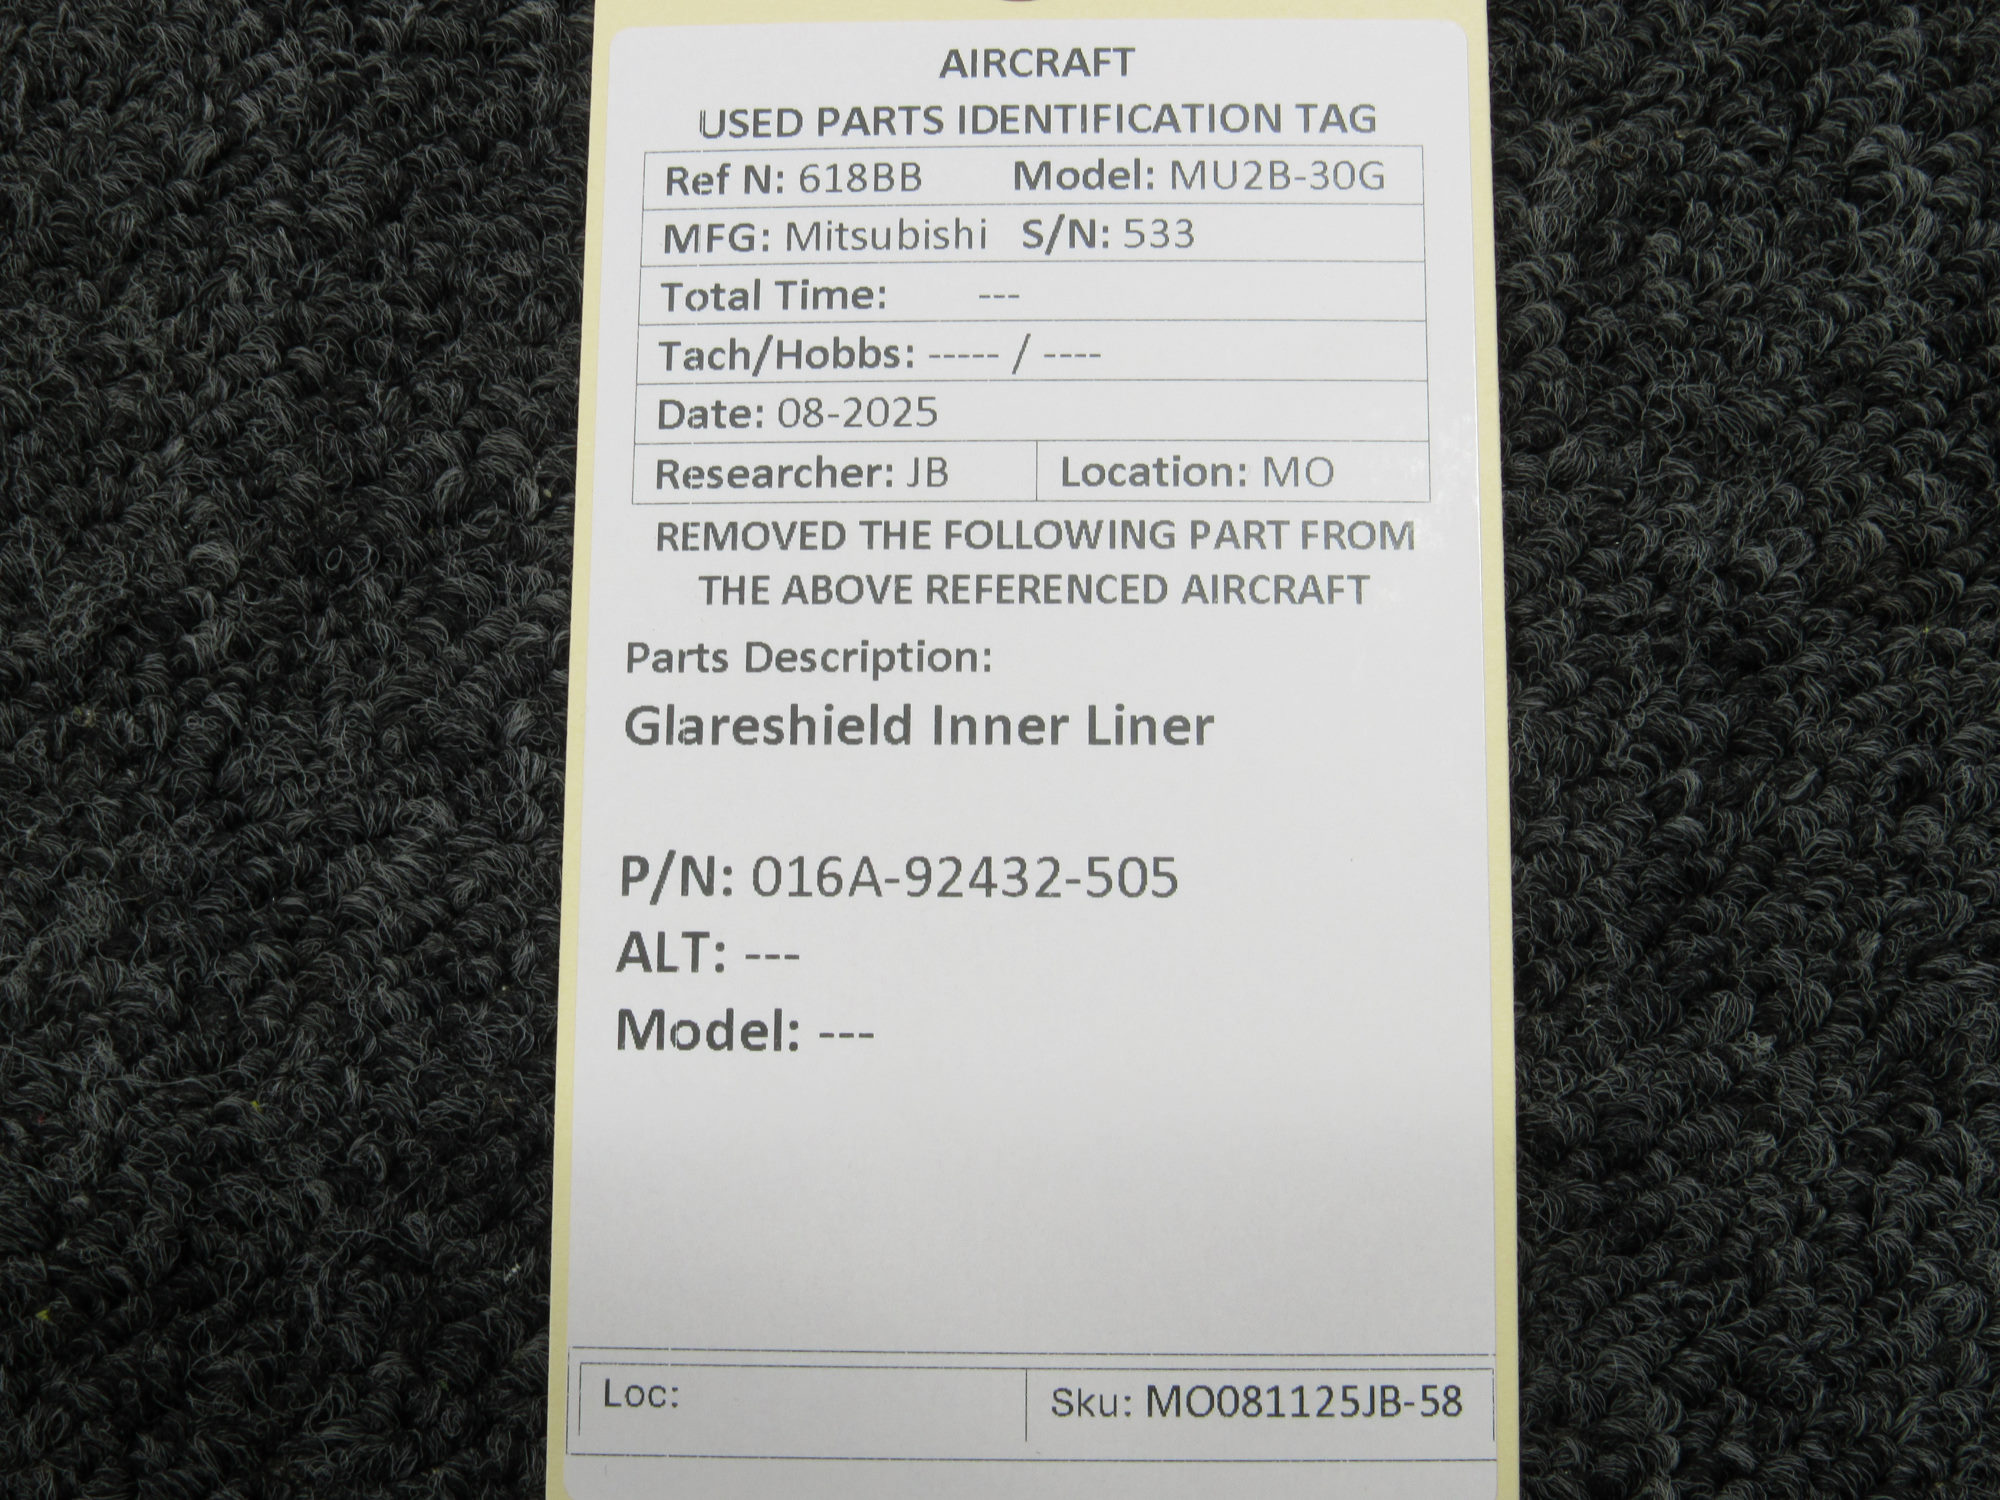 AIRCRAFT
USED PARTS IDENTIFICATION TAG
Ref N: 618BB Model: MU2B-30G
MFG: Mitsubishi S/N: 533
Total Time: ---
Tach/Hobbs: ----- / ----
Date: 08-2025
Researcher: JB Location: MO
REMOVED THE FOLLOWING PART FROM
THE ABOVE REFERENCED AIRCRAFT
Parts Description:
Glareshield Inner Liner
P/N: 016A-92432-505
ALT: ---
Model: ---
Loc: Sku: MO081125JB-58